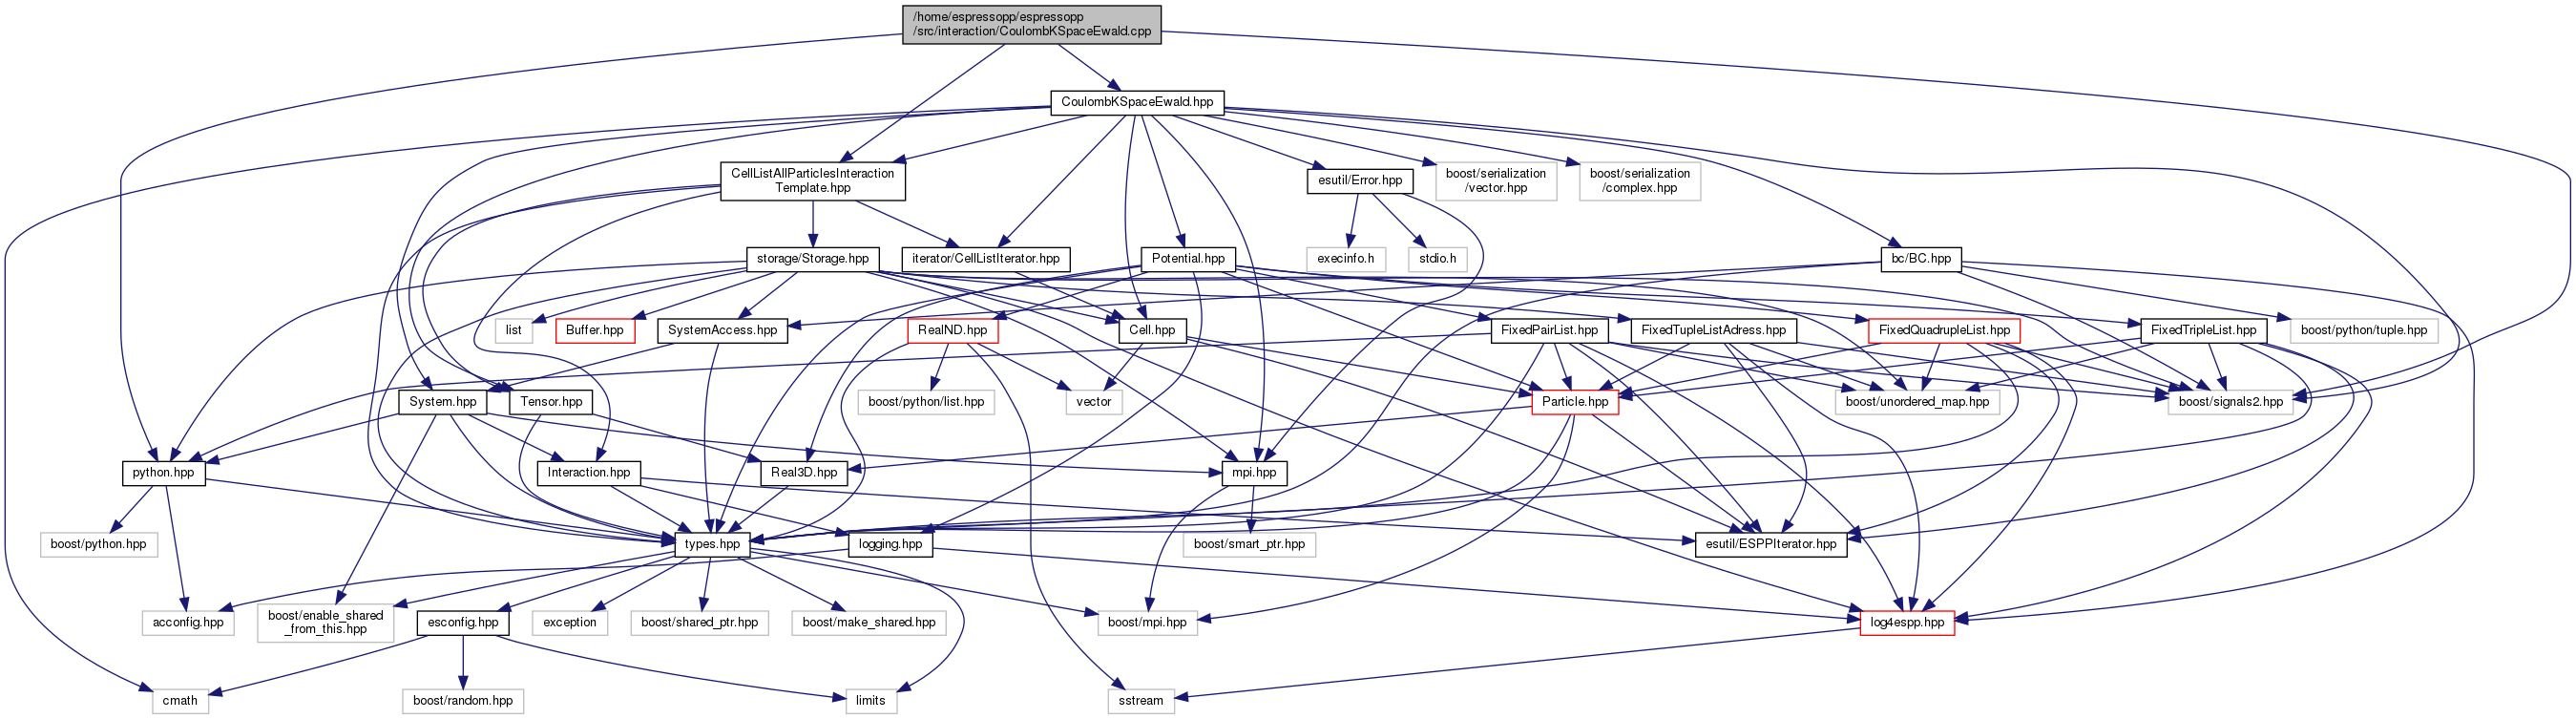 /home/espressopp/espressopp
/src/interaction/CoulombKSpaceEwald.cpp
CoulombKSpaceEwald.hpp
CellListAllParticlesInteraction
Template.hpp
esutil/Error.hpp
boost/serialization
/vector.hpp
boost/serialization
/complex.hpp
storage/Storage.hpp
iterator/CellListIterator.hpp
Potential.hpp
execinfo.h
stdio.h
bc/BC.hpp
list
Buffer.hpp
SystemAccess.hpp
RealND.hpp
Cell.hpp
FixedPairList.hpp
FixedTupleListAdress.hpp
FixedQuadrupleList.hpp
FixedTripleList.hpp
boost/python/tuple.hpp
System.hpp
Tensor.hpp
boost/python/list.hpp
vector
Particle.hpp
boost/unordered_map.hpp
boost/signals2.hpp
python.hpp
Interaction.hpp
Real3D.hpp
mpi.hpp
boost/python.hpp
types.hpp
logging.hpp
boost/smart_ptr.hpp
esutil/ESPPIterator.hpp
acconfig.hpp
boost/enable_shared
_from_this.hpp
esconfig.hpp
exception
boost/shared_ptr.hpp
boost/make_shared.hpp
boost/mpi.hpp
log4espp.hpp
cmath
boost/random.hpp
limits
sstream